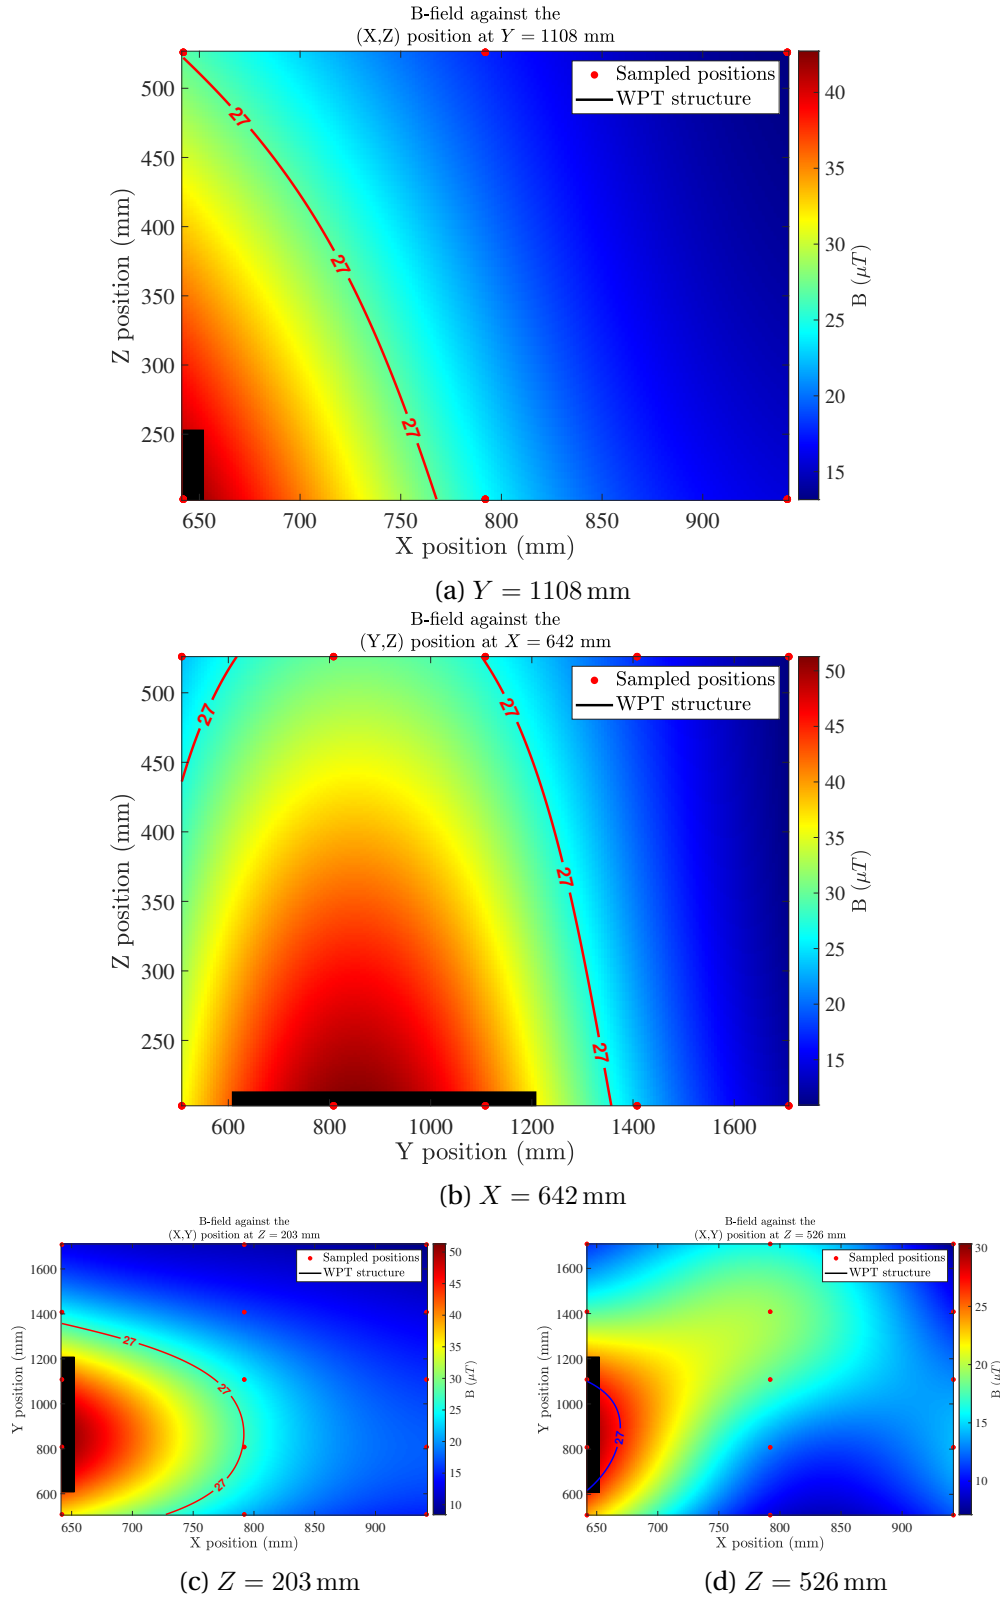 B-field against the
(X,Z) position at Y = 1108 mm
Sampled positions
WPT structure
27
27
27
500
450
400
350
300
250
Z position (mm)
650 700 750 800 850 900
X position (mm)
40
35
30
25
20
15
B (μT)
(a) Y = 1108 mm
B-field against the
(Y,Z) position at X = 642 mm
Sampled positions
WPT structure
27
27
27
27
500
450
400
350
300
250
Z position (mm)
600 800 1000 1200 1400 1600
Y position (mm)
50
45
40
35
30
25
20
15
B (μT)
(b) X = 642 mm
B-field against the
(X,Y) position at Z = 203 mm
Sampled positions
WPT structure
27
27
27
1600
1400
1200
1000
800
600
Y position (mm)
650 700 750 800 850 900
X position (mm)
50
45
40
35
30
25
20
15
10
B (μT)
(c) Z = 203 mm
B-field against the
(X,Y) position at Z = 526 mm
Sampled positions
WPT structure
27
1600
1400
1200
1000
800
600
Y position (mm)
650 700 750 800 850 900
X position (mm)
30
25
20
15
10
B (μT)
(d) Z = 526 mm